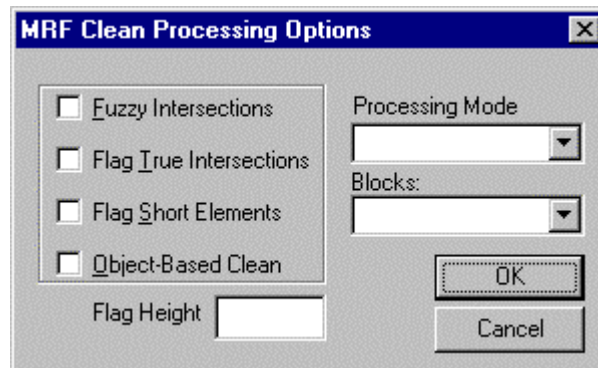 MRF Clean Processing Options
Fuzzy Intersections
Flag True Intersections
Flag Short Elements
Object-Based Clean
Flag Height
Processing Mode
Blocks:
OK
Cancel